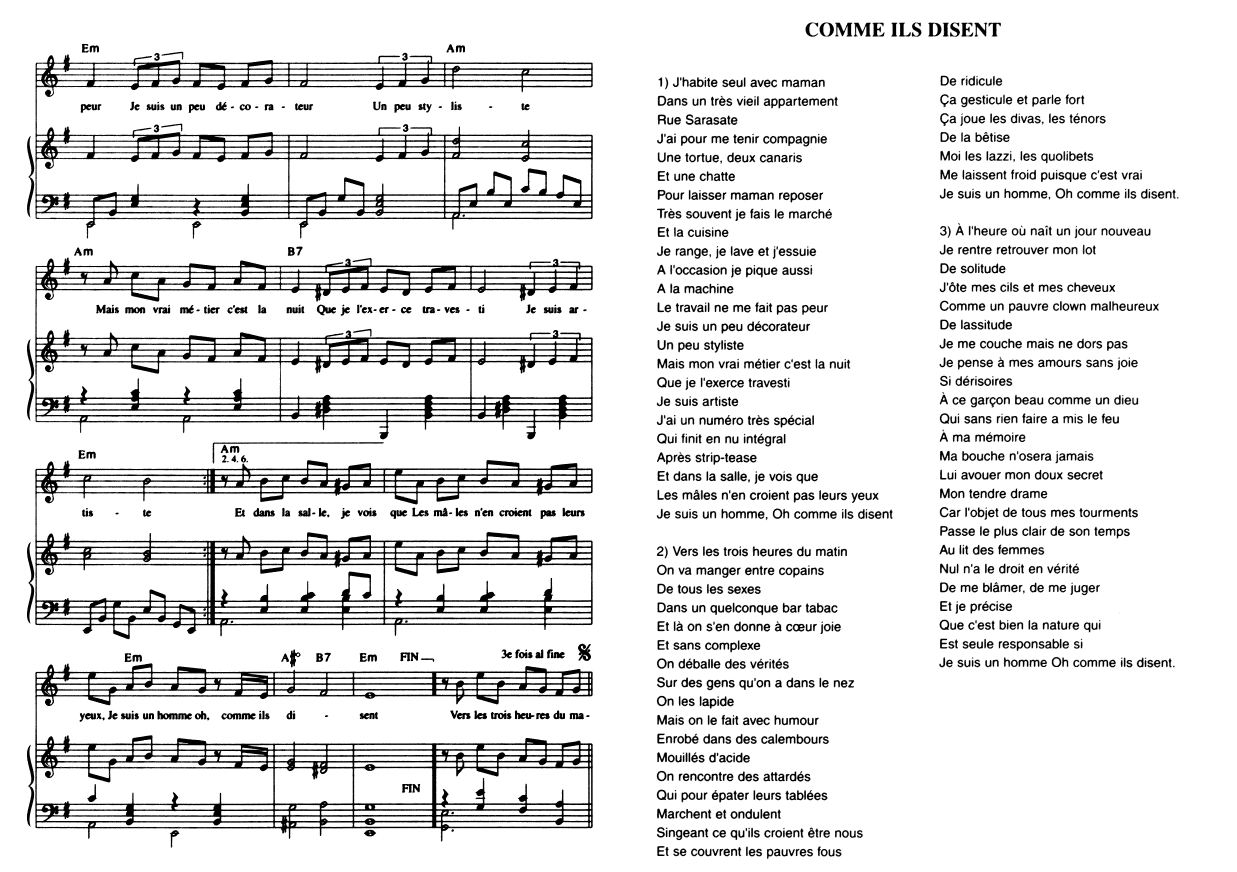 Em Am
3 3
peur Je suis un peu dé - co - ra - teur Un peu sty - lis - te
3 3
Am B7
3 3
Mais mon vrai mé - tier c'est la nuit Que je l'ex - er - ce tra - ves - ti Je suis ar -
3 3
Em Am
2. 4. 6.
tis - te Et dans la sal - le, je vois que Les mâ - les n'en croient pas leurs
Em A#° B7 Em FIN 3e fois al fine
yeux, Je suis un homme oh, comme ils di - sent Vers les trois heu - res du ma -
FIN
COMME ILS DISENT
1) J'habite seul avec maman
Dans un très vieil appartement
Rue Sarasate
J'ai pour me tenir compagnie
Une tortue, deux canaris
Et une chatte
Pour laisser maman reposer
Très souvent je fais le marché
Et la cuisine
Je range, je lave et j'essuie
A l'occasion je pique aussi
A la machine
Le travail ne me fait pas peur
Je suis un peu décorateur
Un peu styliste
Mais mon vrai métier c'est la nuit
Que je l'exerce travesti
Je suis artiste
J'ai un numéro très spécial
Qui finit en nu intégral
Après strip-tease
Et dans la salle, je vois que
Les mâles n'en croient pas leurs yeux
Je suis un homme, Oh comme ils disent
2) Vers les trois heures du matin
On va manger entre copains
De tous les sexes
Dans un quelconque bar tabac
Et là on s'en donne à cœur joie
Et sans complexe
On déballe des vérités
Sur des gens qu'on a dans le nez
On les lapide
Mais on le fait avec humour
Enrobé dans des calembours
Mouillés d'acide
On rencontre des attardés
Qui pour épater leurs tablées
Marchent et ondulent
Singeant ce qu'ils croient être nous
Et se couvrent les pauvres fous
De ridicule
Ça gesticule et parle fort
Ça joue les divas, les ténors
De la bêtise
Moi les lazzi, les quolibets
Me laissent froid puisque c'est vrai
Je suis un homme, Oh comme ils disent.
3) À l'heure où naît un jour nouveau
Je rentre retrouver mon lot
De solitude
J'ôte mes cils et mes cheveux
Comme un pauvre clown malheureux
De lassitude
Je me couche mais ne dors pas
Je pense à mes amours sans joie
Si dérisoires
À ce garçon beau comme un dieu
Qui sans rien faire a mis le feu
À ma mémoire
Ma bouche n'osera jamais
Lui avouer mon doux secret
Mon tendre drame
Car l'objet de tous mes tourments
Passe le plus clair de son temps
Au lit des femmes
Nul n'a le droit en vérité
De me blâmer, de me juger
Et je précise
Que c'est bien la nature qui
Est seule responsable si
Je suis un homme Oh comme ils disent.